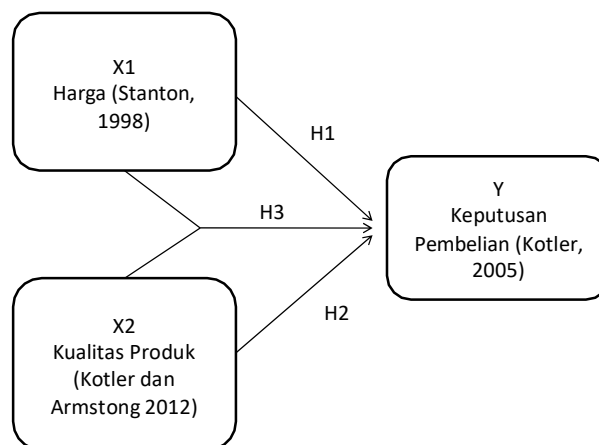 X1
Harga (Stanton,
1998)
H1
H3
Y
Keputusan
Pembelian (Kotler,
2005)
H2
X2
Kualitas Produk
(Kotler dan
Armstong 2012)